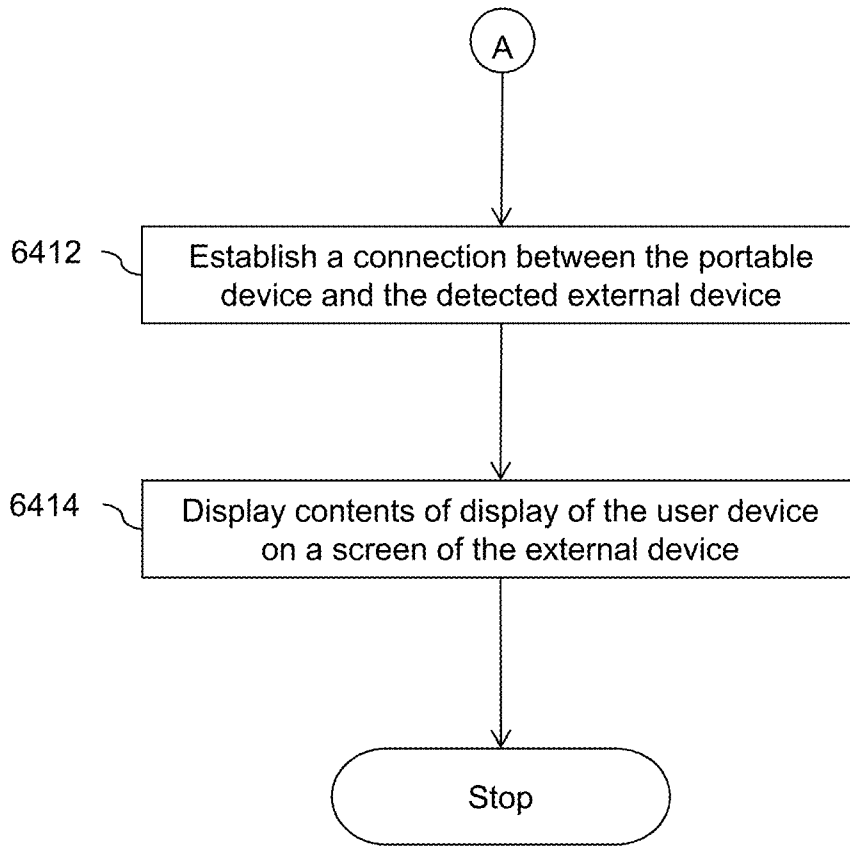 A
6412
Establish a connection between the portable
device and the detected external device
6414
Display contents of display of the user device
on a screen of the external device
Stop